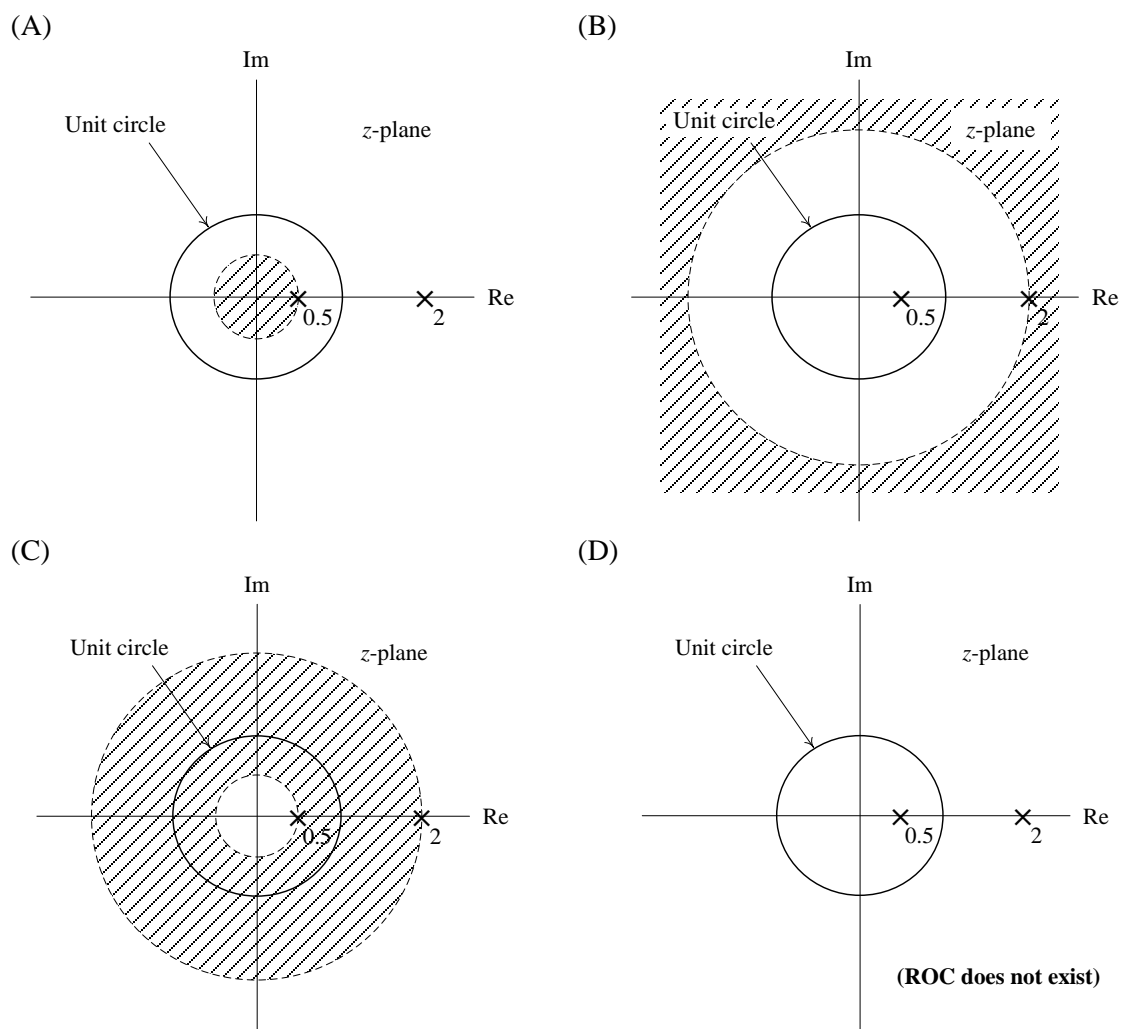 (A)
Im
Unit circle
z-plane
Re
0.5
2
(B)
Im
Unit circle
z-plane
Re
0.5
2
(C)
Im
Unit circle
z-plane
Re
0.5
2
(D)
Im
Unit circle
z-plane
Re
0.5
2
(ROC does not exist)